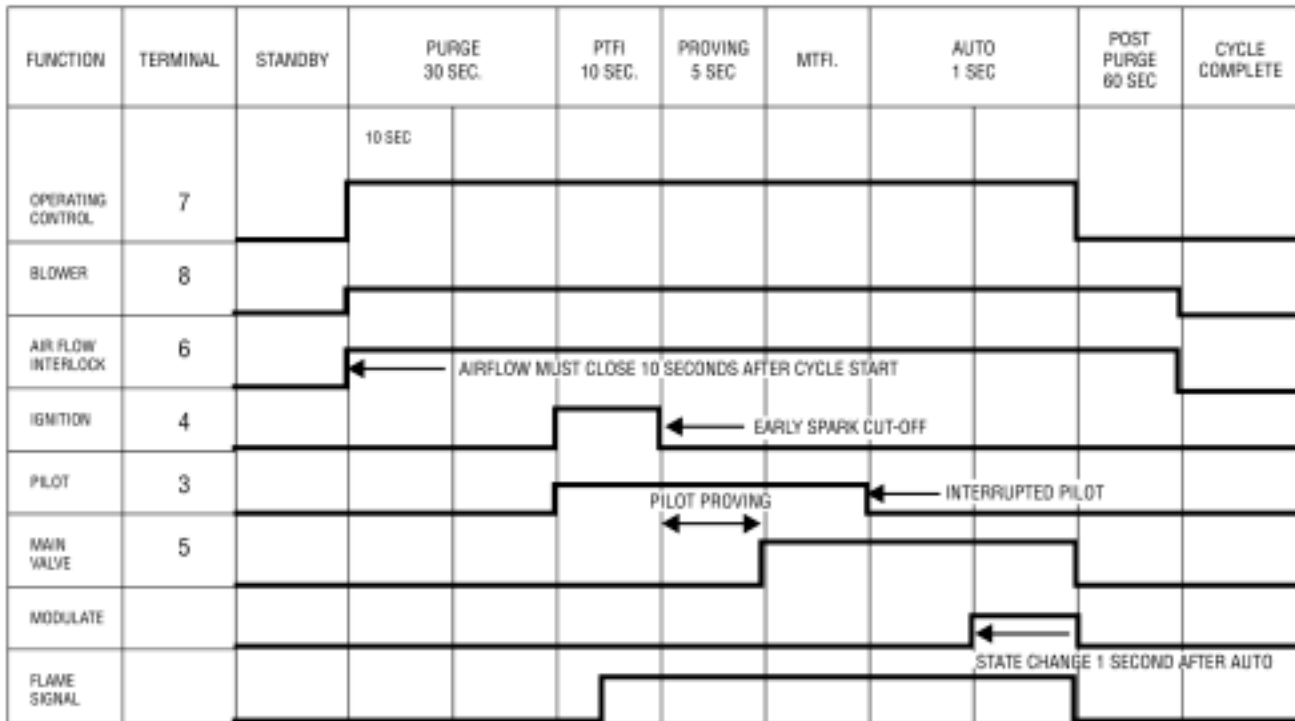 FUNCTION
TERMINAL
STANDBY
PURGE
30 SEC.
PTFI
10 SEC.
PROVING
5 SEC
MTFI.
AUTO
1 SEC
POST
PURGE
60 SEC
CYCLE
COMPLETE
10 SEC
OPERATING
CONTROL
7
BLOWER
8
AIR FLOW
INTERLOCK
6
AIRFLOW MUST CLOSE 10 SECONDS AFTER CYCLE START
IGNITION
4
EARLY SPARK CUT-OFF
PILOT
3
PILOT PROVING
INTERRUPTED PILOT
MAIN
VALVE
5
MODULATE
STATE CHANGE 1 SECOND AFTER AUTO
FLAME
SIGNAL